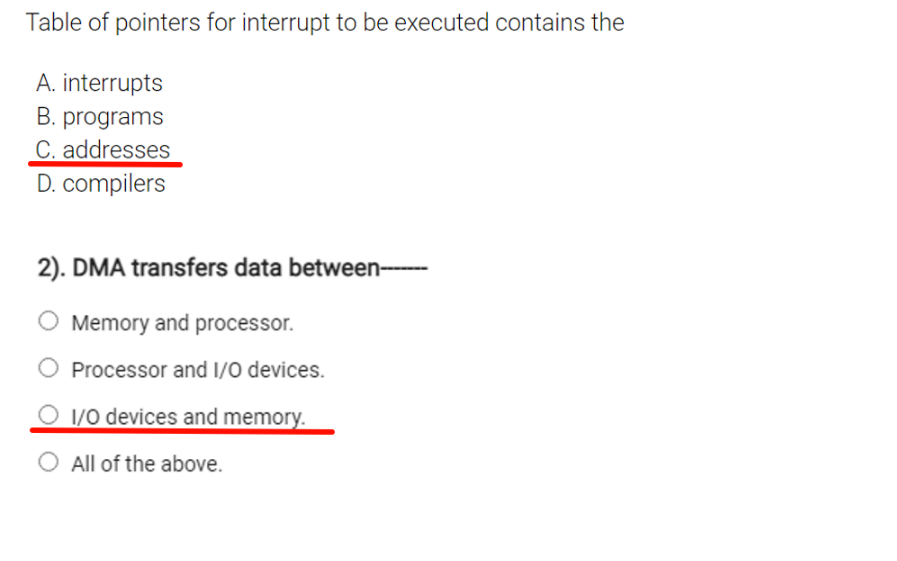 Table of pointers for interrupt to be executed contains the
A. interrupts
B. programs
C. addresses
D. compilers
2). DMA transfers data between-------
Memory and processor.
Processor and I/O devices.
I/O devices and memory.
All of the above.